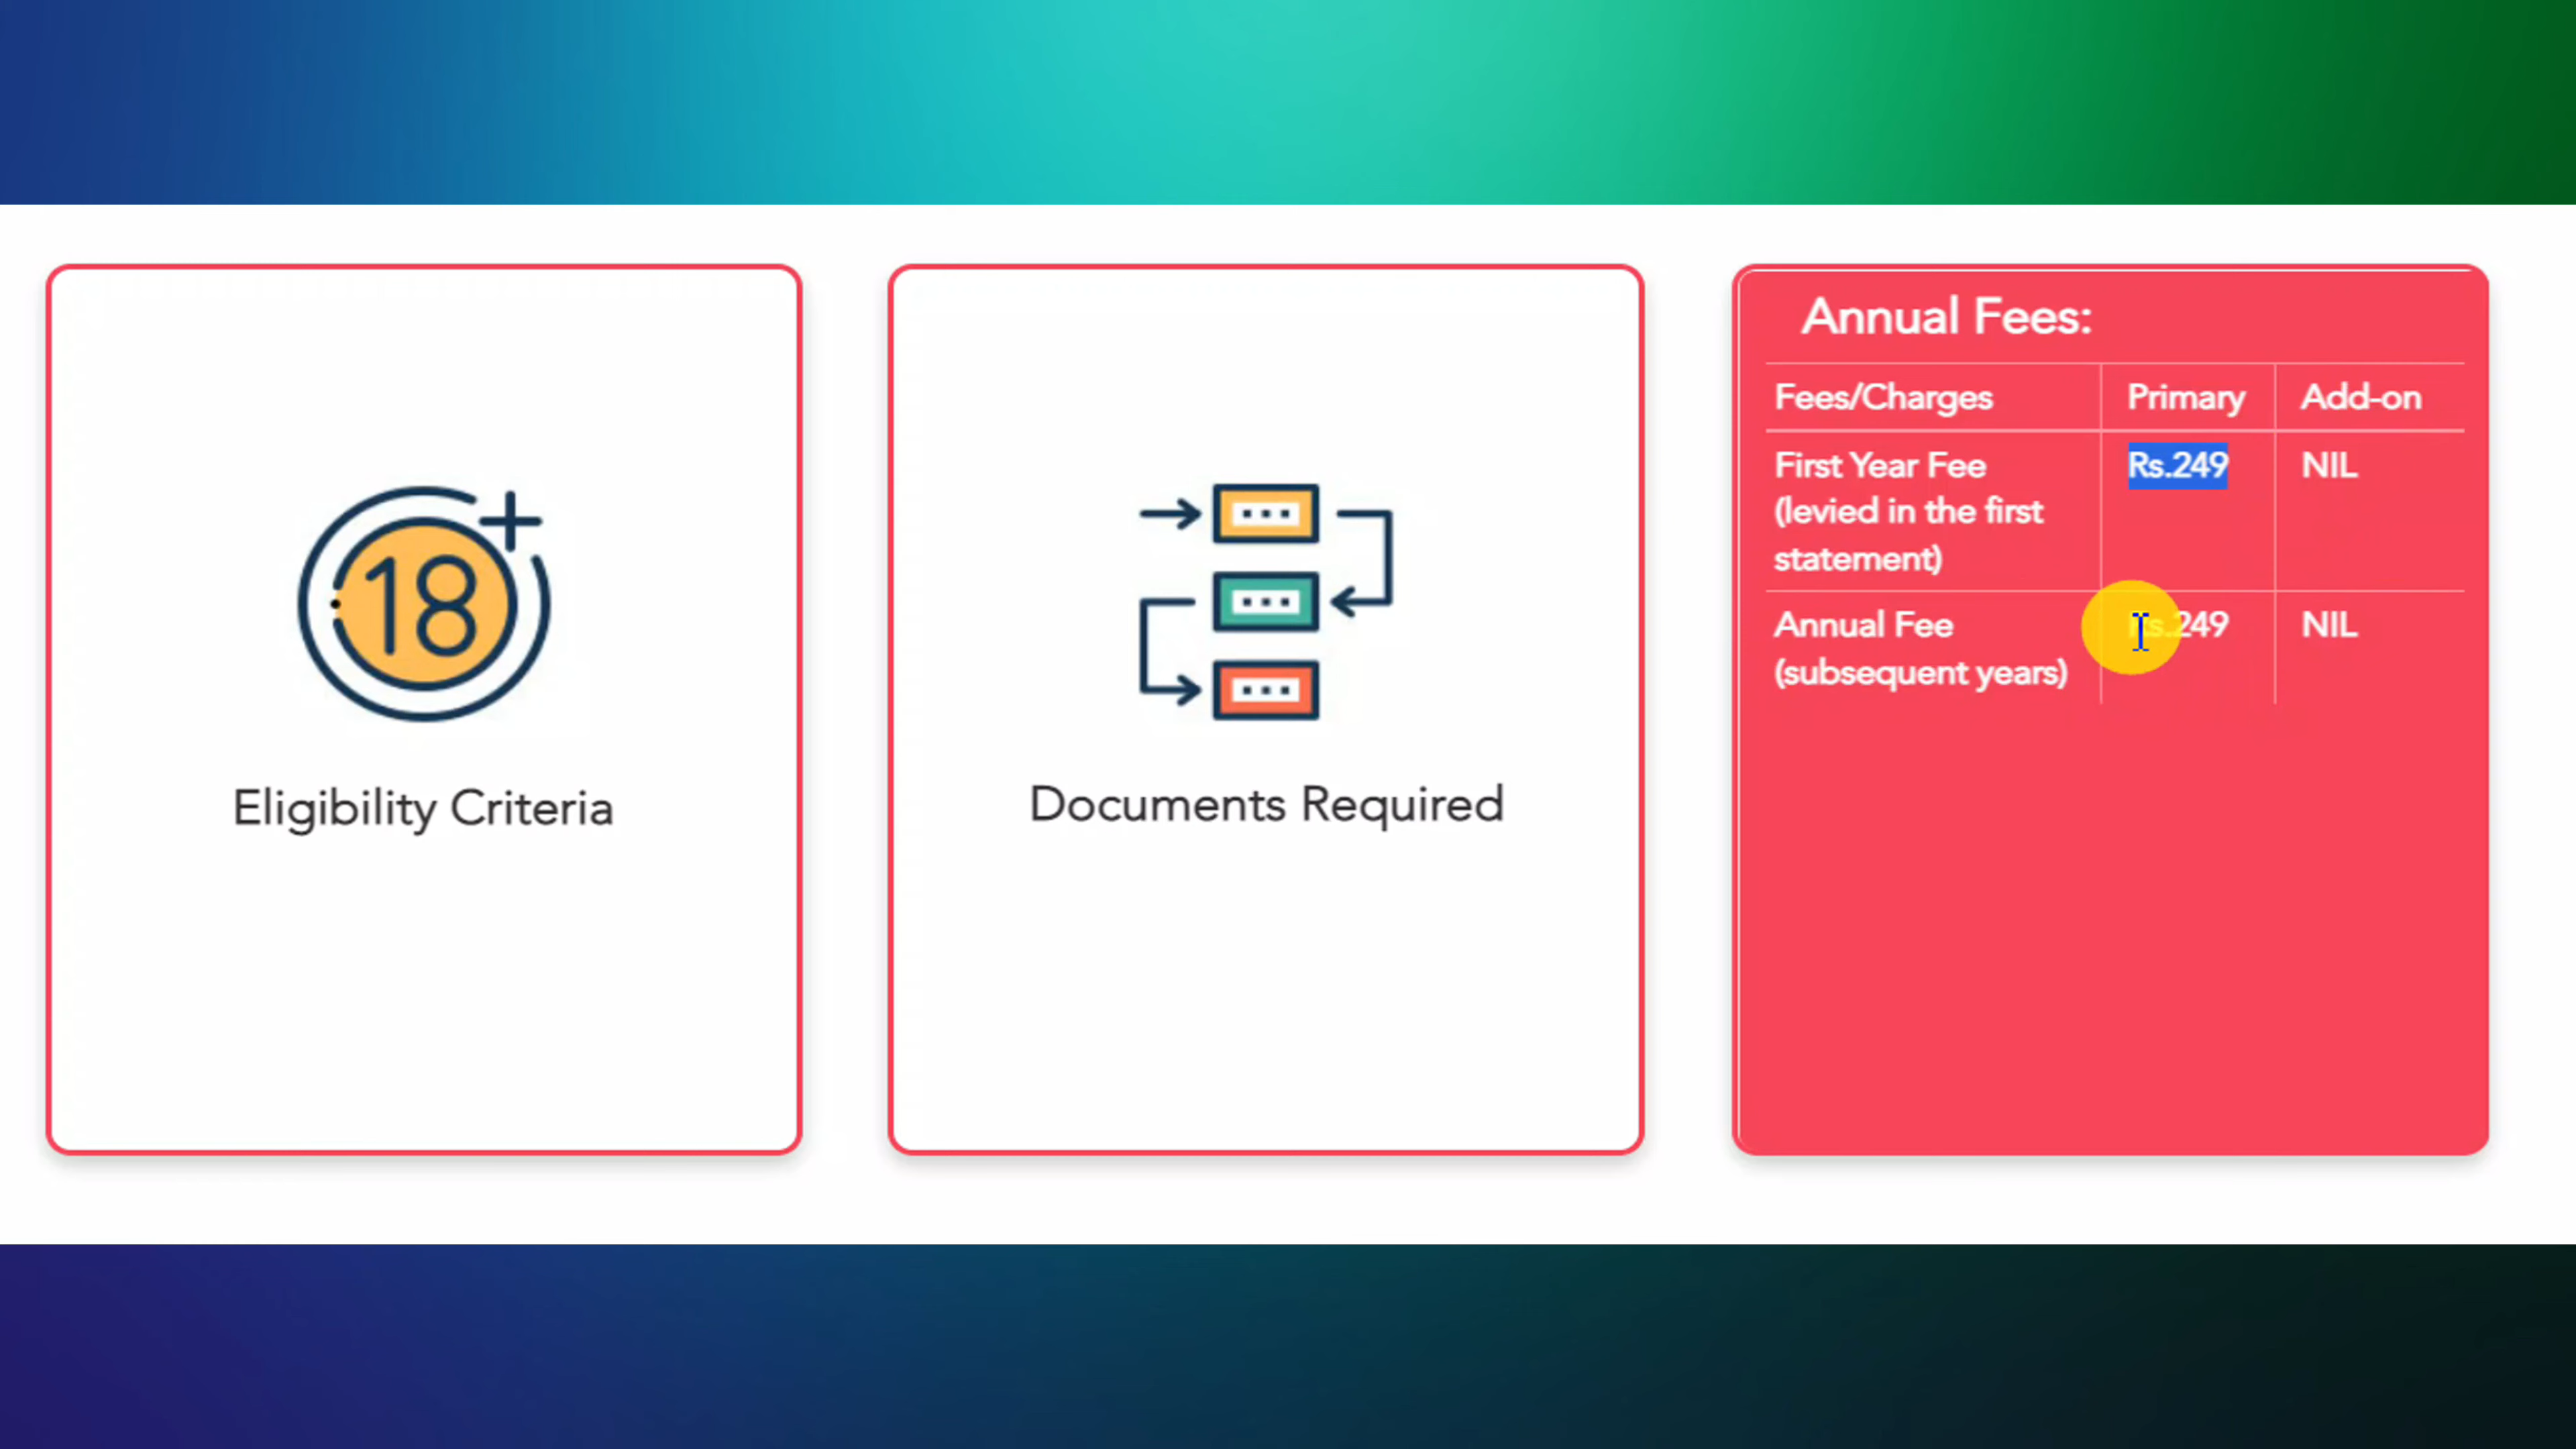 18
Eligibility Criteria
Documents Required
Annual Fees:
Fees/Charges Primary Add-on
First Year Fee Rs.249 NIL
(levied in the first
statement)
Annual Fee Rs.249 NIL
(subsequent years)